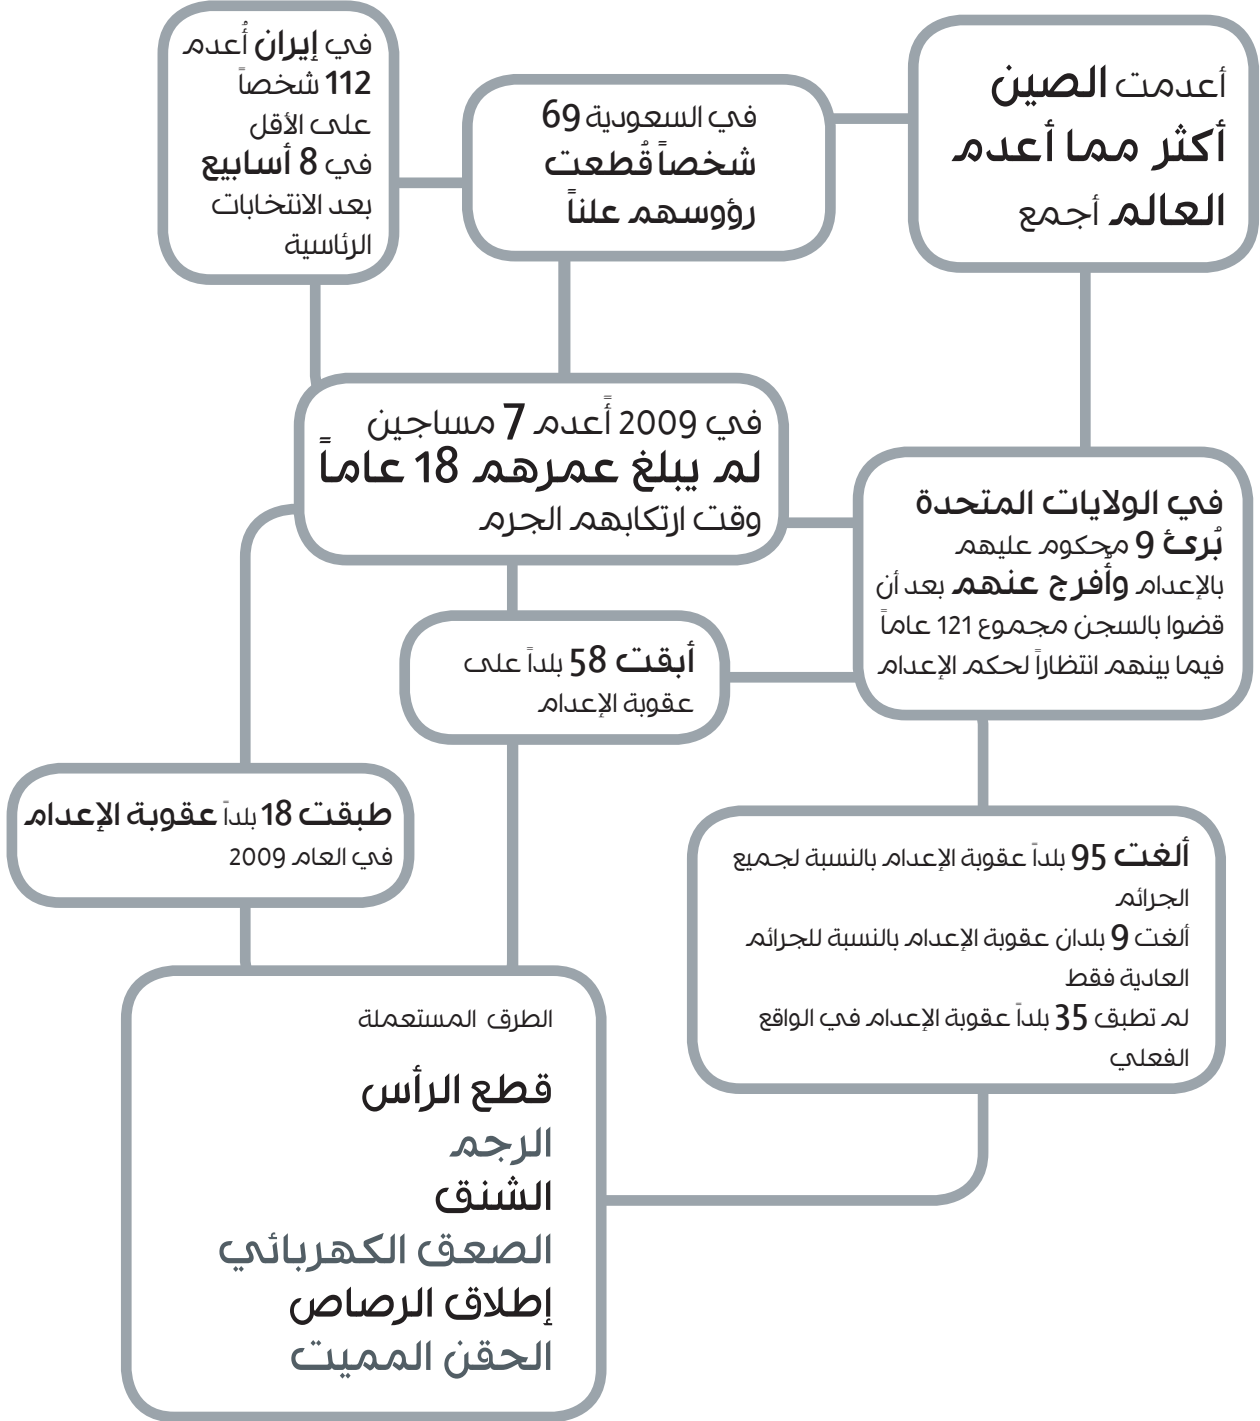 أعدمت الصين
أكثر مما أعدم
العالم أجمع
في السعودية 69
شخصاً قُطعت
رؤوسهم علناً
في إيران أُعدم
112 شخصاً
على الأقل
في 8 أسابيع
بعد الانتخابات
الرئاسية
في 2009 أُعدم 7 مساجين
لم يبلغ عمرهم 18 عاماً
وقت ارتكابهم الجرم
في الولايات المتحدة
بُرئ 9 محكوم عليهم
بالإعدام وأُفرج عنهم بعد أن
قضوا بالسجن مجموع 121 عاماً
فيما بينهم انتظاراً لحكم الإعدام
أبقت 58 بلداً على
عقوبة الإعدام
طبقت 18 بلداً عقوبة الإعدام
في العام 2009
ألغت 95 بلداً عقوبة الإعدام بالنسبة لجميع
الجرائم
ألغت 9 بلدان عقوبة الإعدام بالنسبة للجرائم
العادية فقط
لم تطبق 35 بلداً عقوبة الإعدام في الواقع
الفعلي
الطرق المستعملة
قطع الرأس
الرجم
الشنق
الصعق الكهربائي
إطلاق الرصاص
الحقن المميت